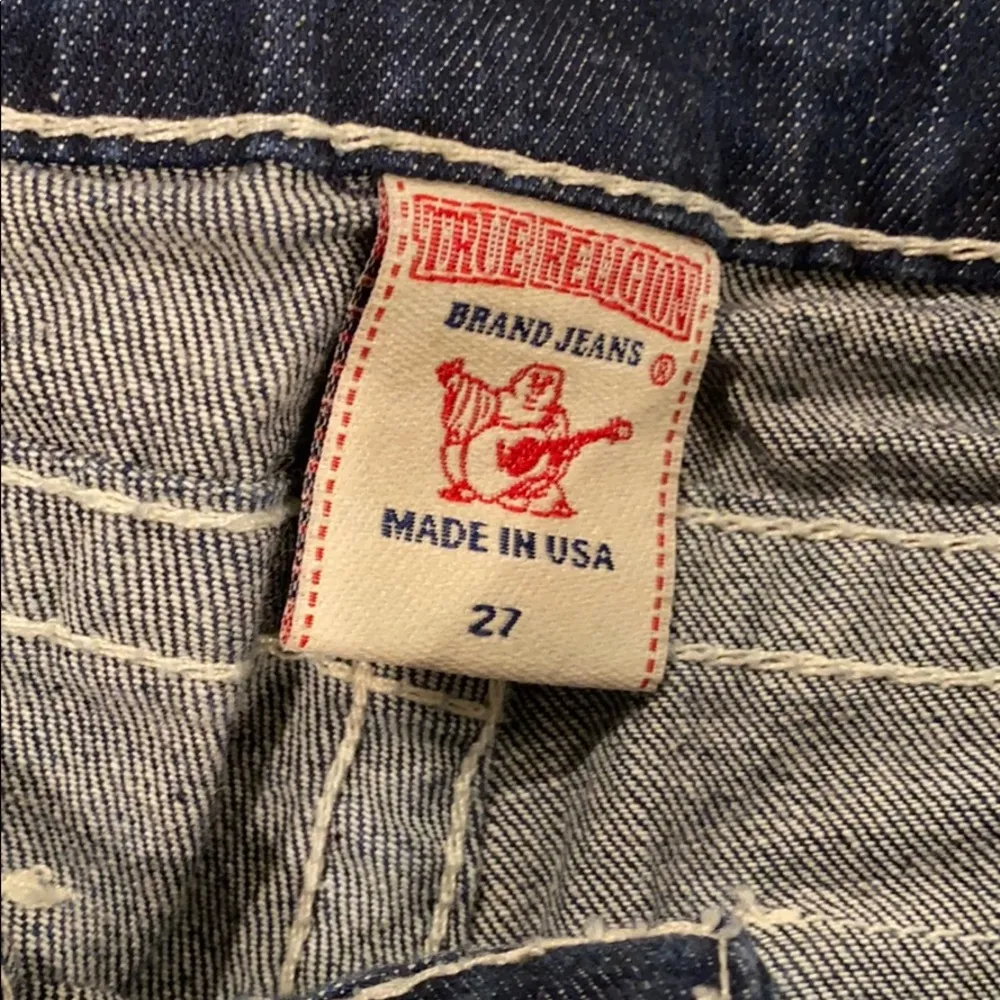 TRUE RELIGION
BRAND JEANS ®
MADE IN USA
27